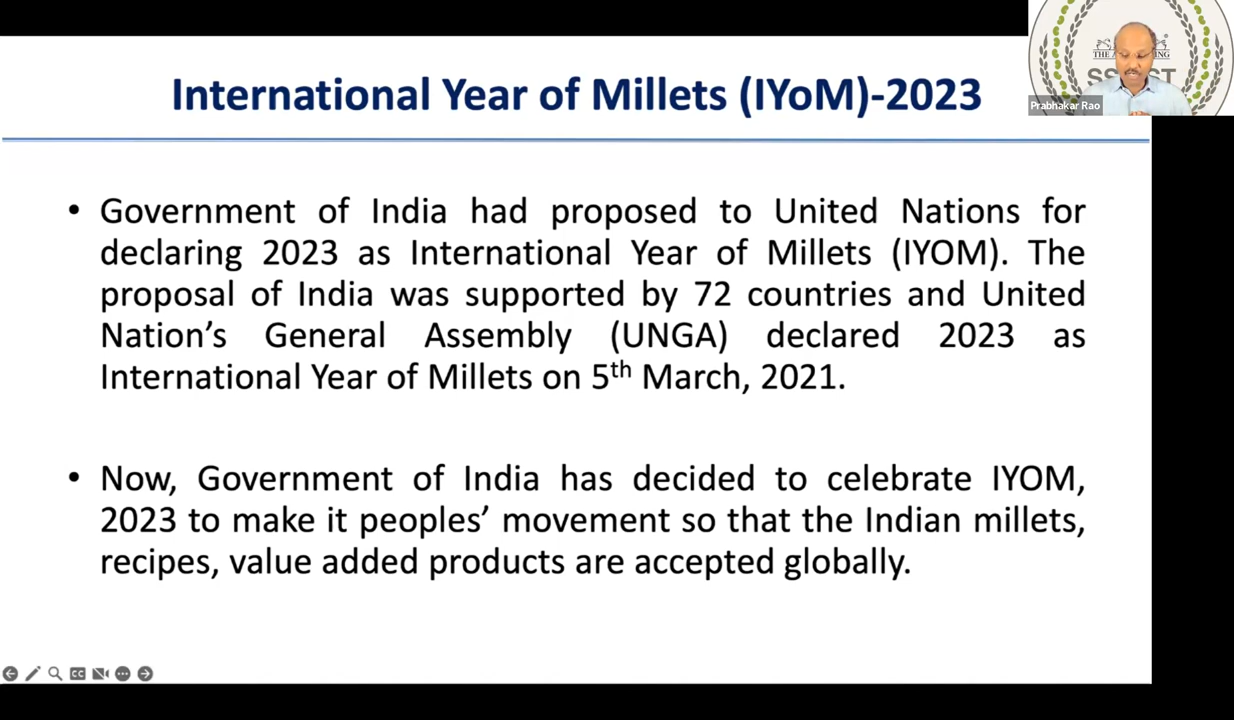 International Year of Millets (IYoM)-2023
• Government of India had proposed to United Nations for
declaring 2023 as International Year of Millets (IYOM). The
proposal of India was supported by 72 countries and United
Nation's General Assembly (UNGA) declared 2023 as
International Year of Millets on 5th March, 2021.
• Now, Government of India has decided to celebrate IYOM,
2023 to make it peoples' movement so that the Indian millets,
recipes, value added products are accepted globally.
Prabhakar Rao
CC